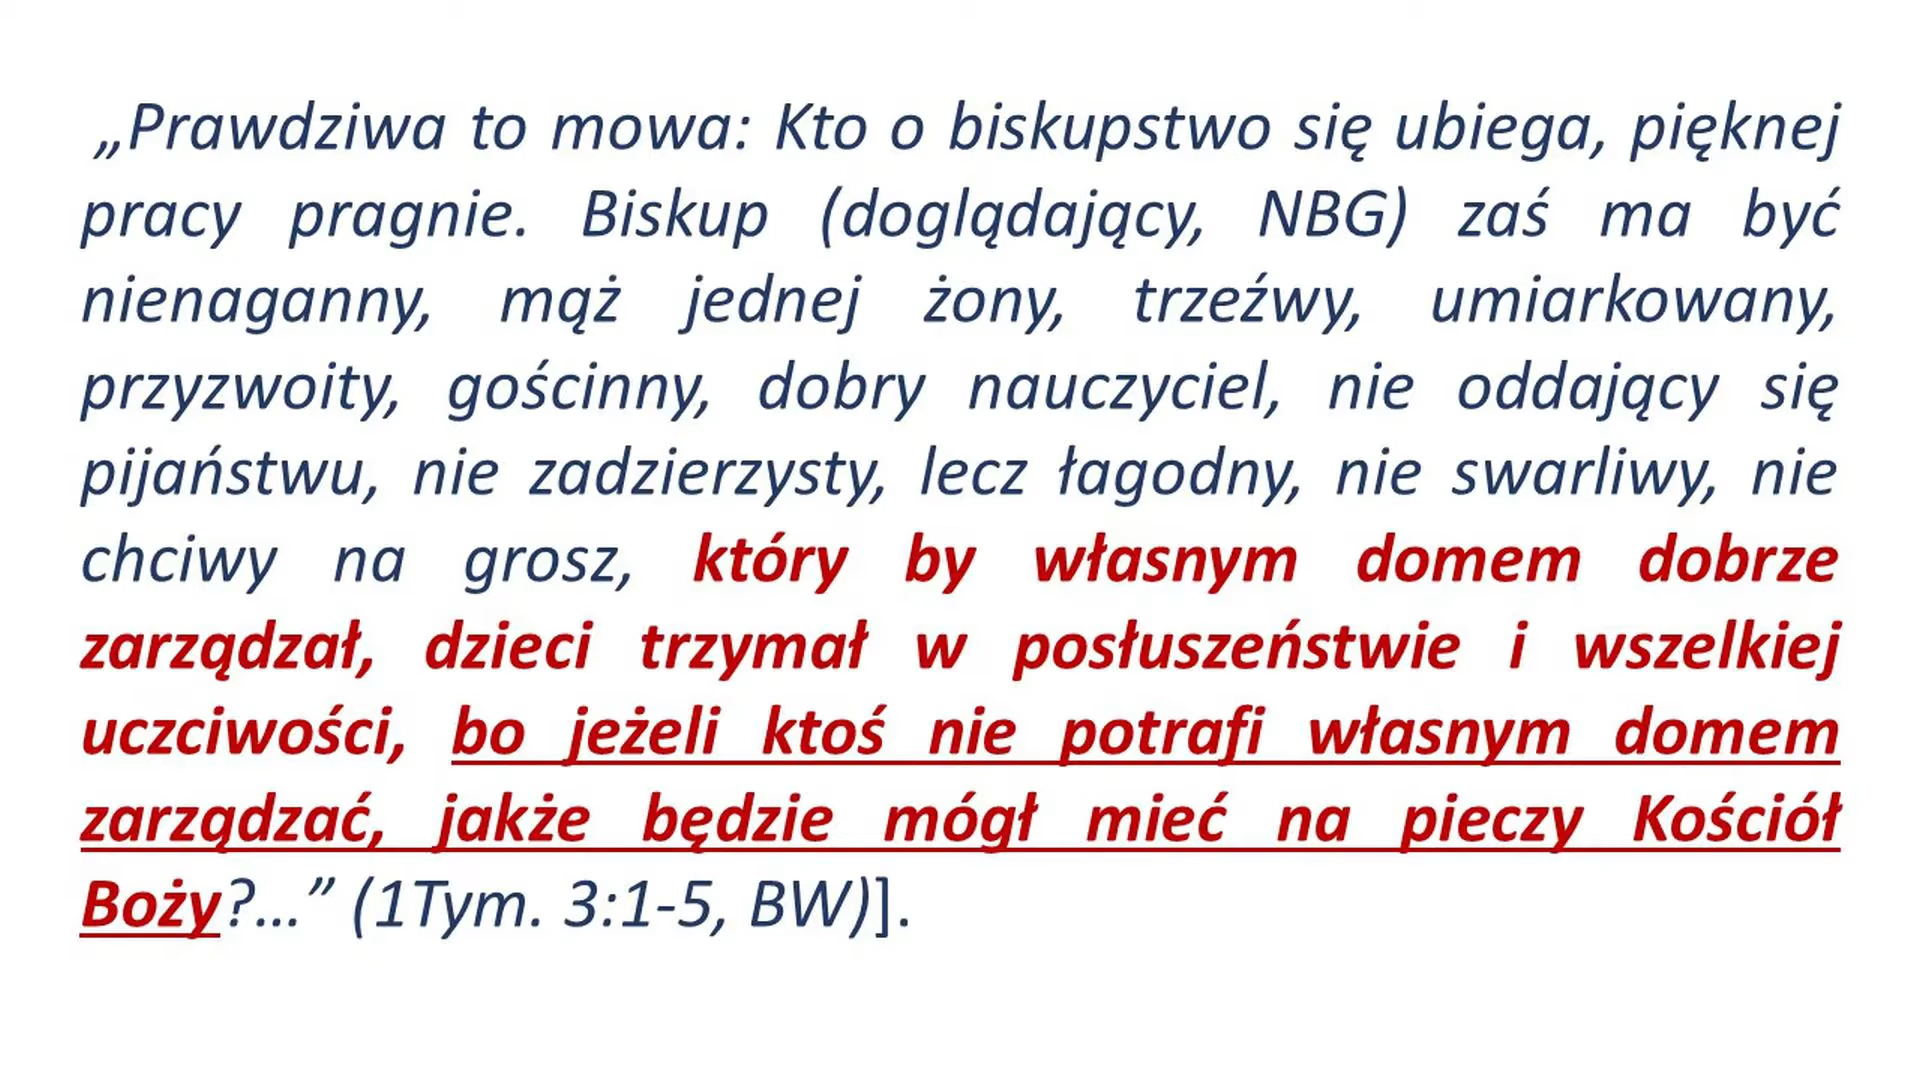 „Prawdziwa to mowa: Kto o biskupstwo się ubiega, pięknej
pracy pragnie. Biskup (doglądający, NBG) zaś ma być
nienaganny, mąż jednej żony, trzeźwy, umiarkowany,
przyzwoity, gościnny, dobry nauczyciel, nie oddający się
pijaństwu, nie zadzierzysty, lecz łagodny, nie swarliwy, nie
chciwy na grosz, który by własnym domem dobrze
zarządzał, dzieci trzymał w posłuszeństwie i wszelkiej
uczciwości, bo jeżeli ktoś nie potrafi własnym domem
zarządzać, jakże będzie mógł mieć na pieczy Kościół
Boży?…” (1Tym. 3:1-5, BW)].